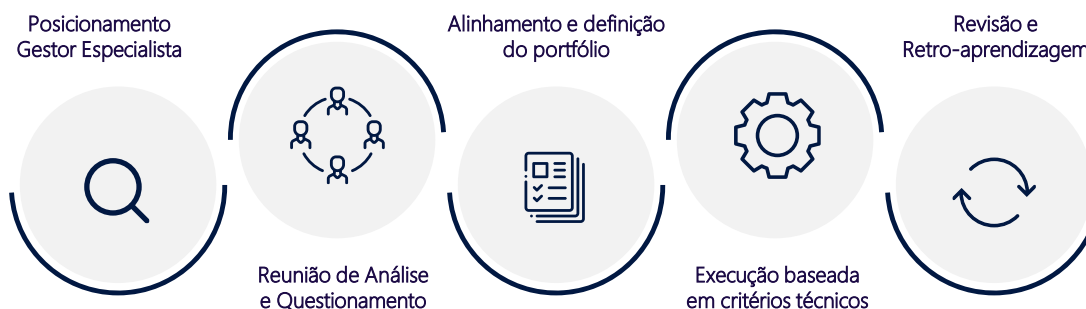 Posicionamento
Gestor Especialista
Reunião de Análise
e Questionamento
Alinhamento e definição
do portfólio
Execução baseada
em critérios técnicos
Revisão e
Retro-aprendizagem